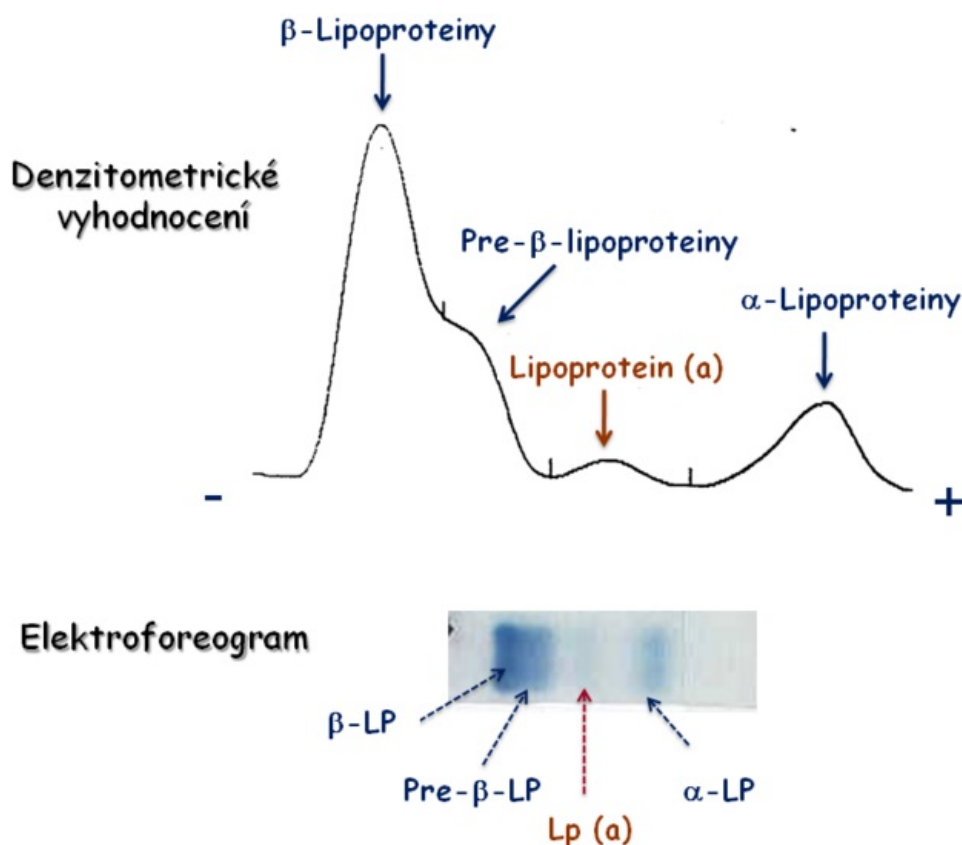 β-Lipoproteiny
Denzitometrické
vyhodnocení
Pre-β-lipoproteiny
α-Lipoproteiny
Lipoprotein (a)
-
+
Elektroforeogram
β-LP
Pre-β-LP
α-LP
Lp (a)